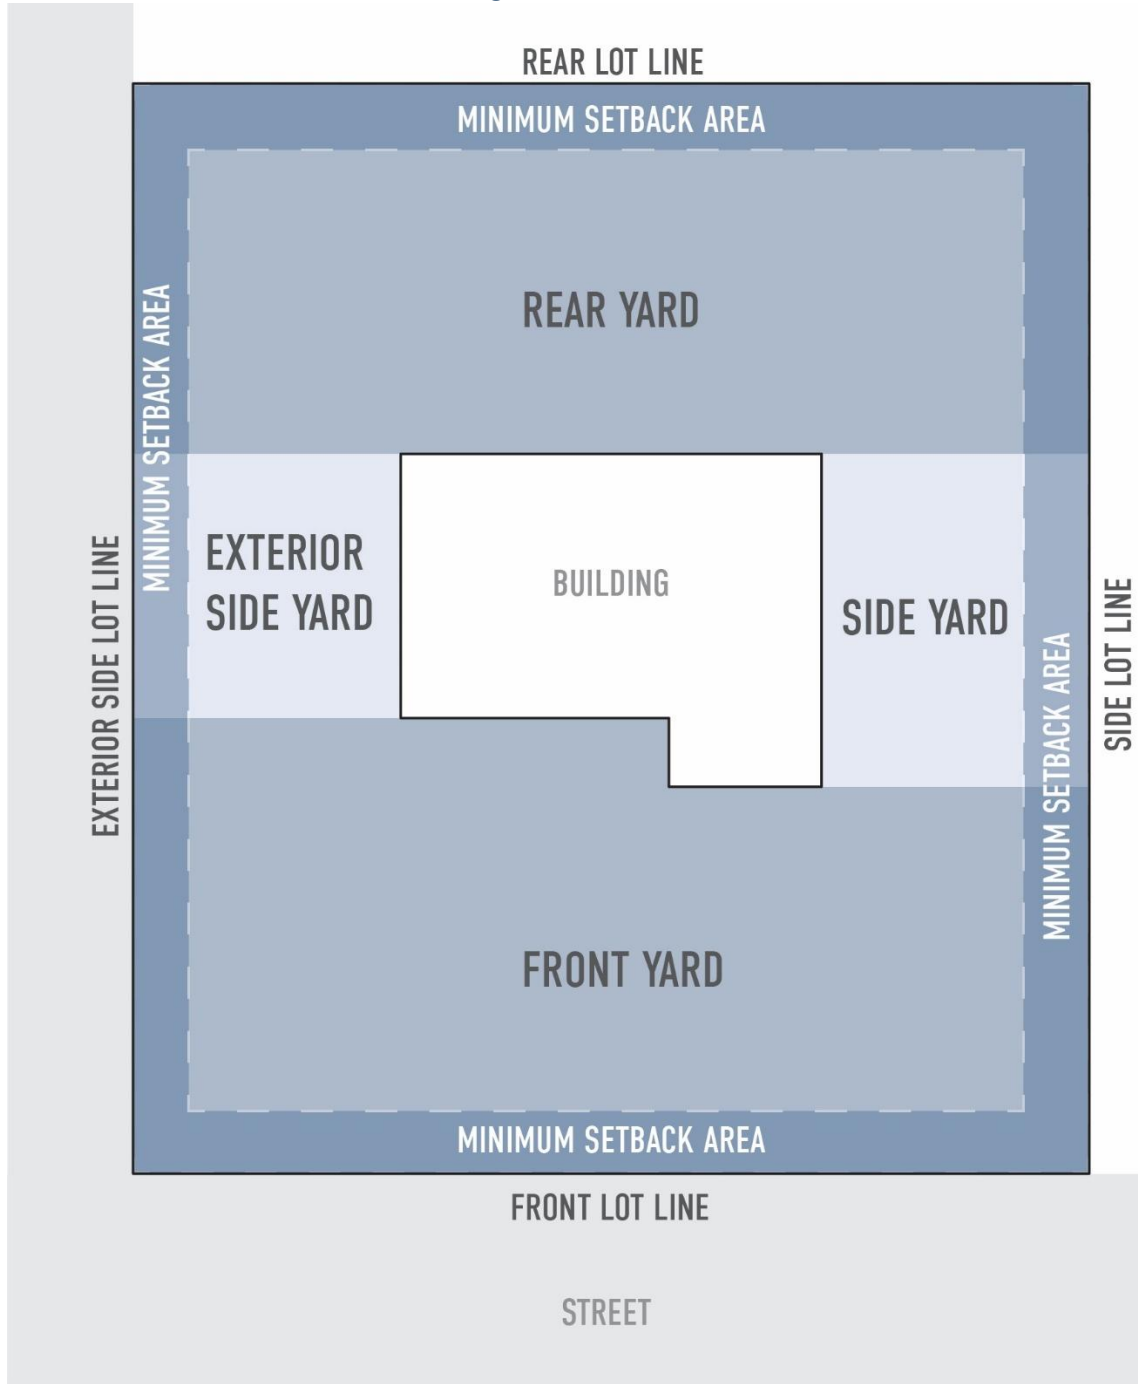 REAR LOT LINE
MINIMUM SETBACK AREA
REAR YARD
MINIMUM SETBACK AREA
EXTERIOR SIDE LOT LINE
EXTERIOR
SIDE YARD
BUILDING
SIDE YARD
SIDE LOT LINE
MINIMUM SETBACK AREA
FRONT YARD
MINIMUM SETBACK AREA
FRONT LOT LINE
STREET